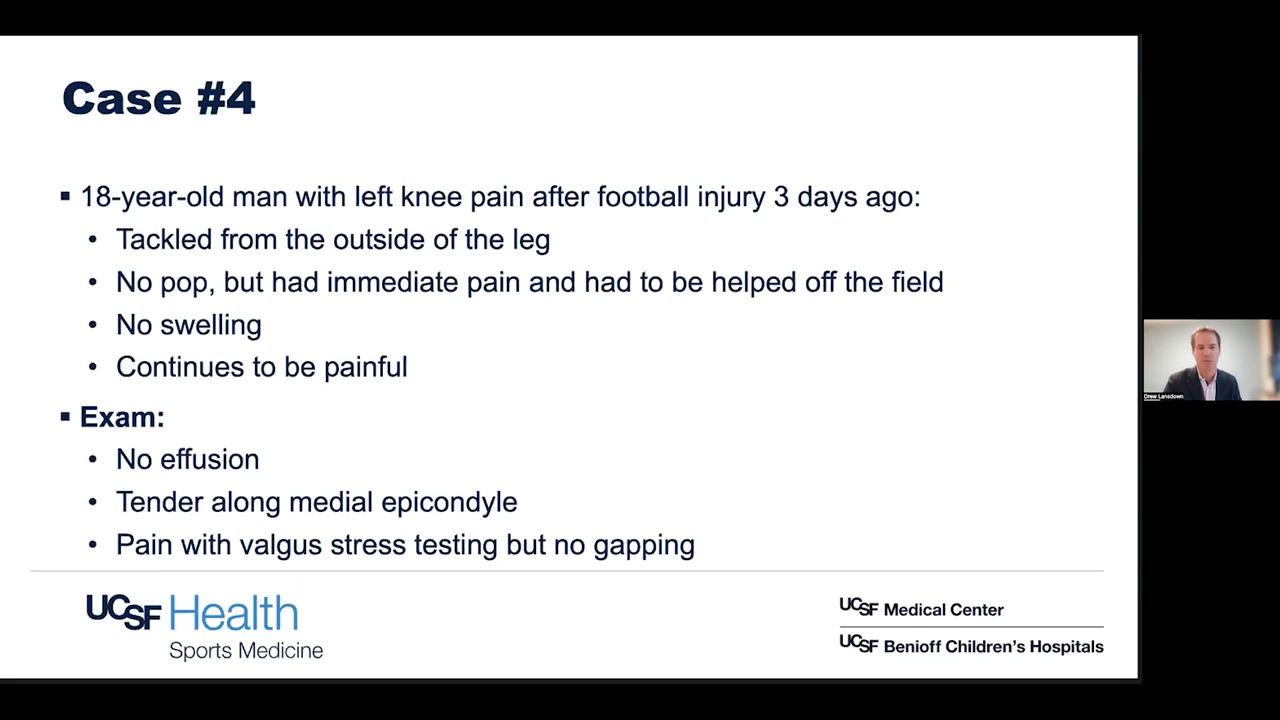 Case #4
▪ 18-year-old man with left knee pain after football injury 3 days ago:
• Tackled from the outside of the leg
• No pop, but had immediate pain and had to be helped off the field
• No swelling
• Continues to be painful
▪ Exam:
• No effusion
• Tender along medial epicondyle
• Pain with valgus stress testing but no gapping
UCSF Health
Sports Medicine
UCSF Medical Center
UCSF Benioff Children's Hospitals
Drew Lansdown